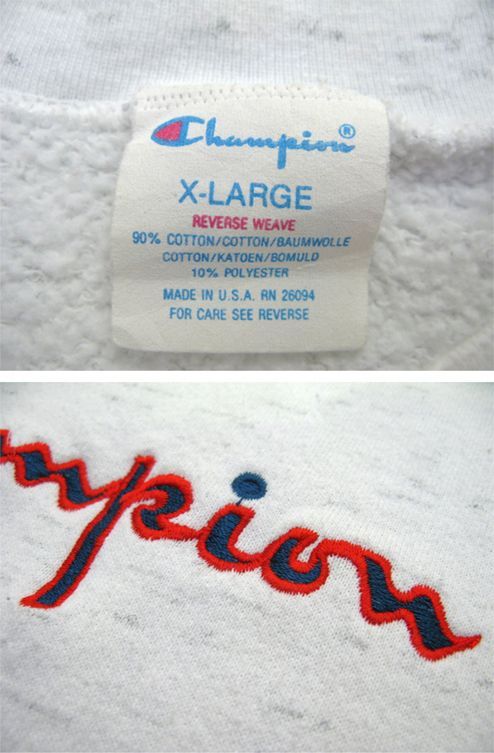 Champion®
X-LARGE
REVERSE WEAVE
90% COTTON/COTTON/BAUMWOLLE
COTTON/KATOEN/BOMULD
10% POLYESTER
MADE IN U.S.A. RN 26094
FOR CARE SEE REVERSE
mpion